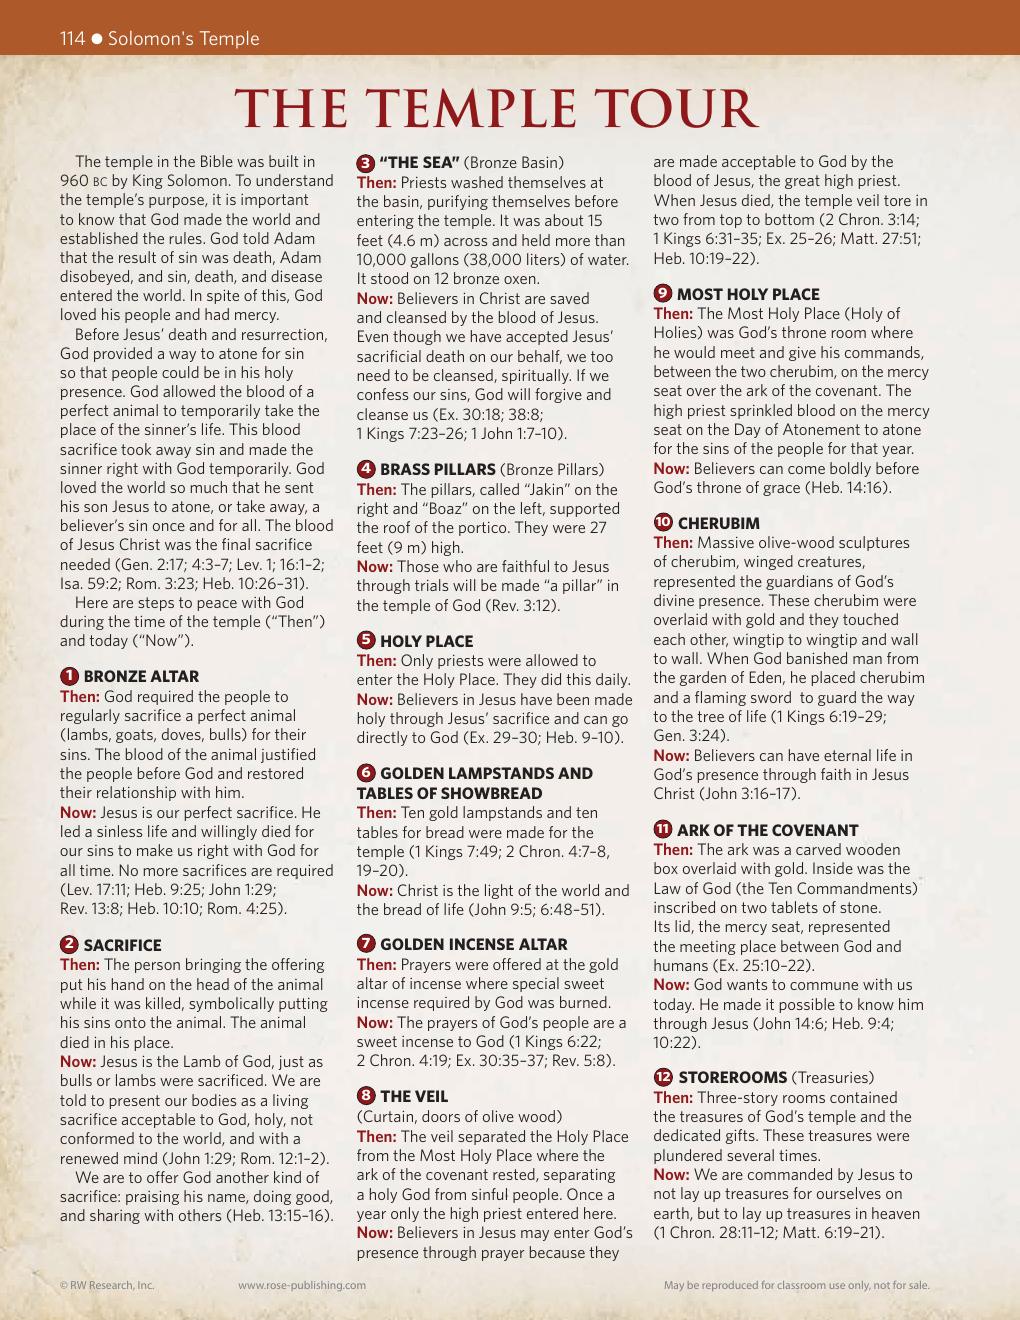 114 ● Solomon's Temple
THE TEMPLE TOUR
The temple in the Bible was built in
960 BC by King Solomon. To understand
the temple's purpose, it is important
to know that God made the world and
established the rules. God told Adam
that the result of sin was death, Adam
disobeyed, and sin, death, and disease
entered the world. In spite of this, God
loved his people and had mercy.
Before Jesus' death and resurrection,
God provided a way to atone for sin
so that people could be in his holy
presence. God allowed the blood of a
perfect animal to temporarily take the
place of the sinner's life. This blood
sacrifice took away sin and made the
sinner right with God temporarily. God
loved the world so much that he sent
his son Jesus to atone, or take away, a
believer's sin once and for all. The blood
of Jesus Christ was the final sacrifice
needed (Gen. 2:17; 4:3–7; Lev. 1; 16:1–2;
Isa. 59:2; Rom. 3:23; Heb. 10:26–31).
Here are steps to peace with God
during the time of the temple ("Then")
and today ("Now").
1 BRONZE ALTAR
Then: God required the people to
regularly sacrifice a perfect animal
(lambs, goats, doves, bulls) for their
sins. The blood of the animal justified
the people before God and restored
their relationship with him.
Now: Jesus is our perfect sacrifice. He
led a sinless life and willingly died for
our sins to make us right with God for
all time. No more sacrifices are required
(Lev. 17:11; Heb. 9:25; John 1:29;
Rev. 13:8; Heb. 10:10; Rom. 4:25).
2 SACRIFICE
Then: The person bringing the offering
put his hand on the head of the animal
while it was killed, symbolically putting
his sins onto the animal. The animal
died in his place.
Now: Jesus is the Lamb of God, just as
bulls or lambs were sacrificed. We are
told to present our bodies as a living
sacrifice acceptable to God, holy, not
conformed to the world, and with a
renewed mind (John 1:29; Rom. 12:1–2).
We are to offer God another kind of
sacrifice: praising his name, doing good,
and sharing with others (Heb. 13:15–16).
3 "THE SEA" (Bronze Basin)
Then: Priests washed themselves at
the basin, purifying themselves before
entering the temple. It was about 15
feet (4.6 m) across and held more than
10,000 gallons (38,000 liters) of water.
It stood on 12 bronze oxen.
Now: Believers in Christ are saved
and cleansed by the blood of Jesus.
Even though we have accepted Jesus'
sacrificial death on our behalf, we too
need to be cleansed, spiritually. If we
confess our sins, God will forgive and
cleanse us (Ex. 30:18; 38:8;
1 Kings 7:23–26; 1 John 1:7–10).
4 BRASS PILLARS (Bronze Pillars)
Then: The pillars, called "Jakin" on the
right and "Boaz" on the left, supported
the roof of the portico. They were 27
feet (9 m) high.
Now: Those who are faithful to Jesus
through trials will be made "a pillar" in
the temple of God (Rev. 3:12).
5 HOLY PLACE
Then: Only priests were allowed to
enter the Holy Place. They did this daily.
Now: Believers in Jesus have been made
holy through Jesus' sacrifice and can go
directly to God (Ex. 29–30; Heb. 9–10).
6 GOLDEN LAMPSTANDS AND
TABLES OF SHOWBREAD
Then: Ten gold lampstands and ten
tables for bread were made for the
temple (1 Kings 7:49; 2 Chron. 4:7–8,
19–20).
Now: Christ is the light of the world and
the bread of life (John 9:5; 6:48–51).
7 GOLDEN INCENSE ALTAR
Then: Prayers were offered at the gold
altar of incense where special sweet
incense required by God was burned.
Now: The prayers of God's people are a
sweet incense to God (1 Kings 6:22;
2 Chron. 4:19; Ex. 30:35–37; Rev. 5:8).
8 THE VEIL
(Curtain, doors of olive wood)
Then: The veil separated the Holy Place
from the Most Holy Place where the
ark of the covenant rested, separating
a holy God from sinful people. Once a
year only the high priest entered here.
Now: Believers in Jesus may enter God's
presence through prayer because they
are made acceptable to God by the
blood of Jesus, the great high priest.
When Jesus died, the temple veil tore in
two from top to bottom (2 Chron. 3:14;
1 Kings 6:31–35; Ex. 25–26; Matt. 27:51;
Heb. 10:19–22).
9 MOST HOLY PLACE
Then: The Most Holy Place (Holy of
Holies) was God's throne room where
he would meet and give his commands,
between the two cherubim, on the mercy
seat over the ark of the covenant. The
high priest sprinkled blood on the mercy
seat on the Day of Atonement to atone
for the sins of the people for that year.
Now: Believers can come boldly before
God's throne of grace (Heb. 14:16).
10 CHERUBIM
Then: Massive olive-wood sculptures
of cherubim, winged creatures,
represented the guardians of God's
divine presence. These cherubim were
overlaid with gold and they touched
each other, wingtip to wingtip and wall
to wall. When God banished man from
the garden of Eden, he placed cherubim
and a flaming sword to guard the way
to the tree of life (1 Kings 6:19–29;
Gen. 3:24).
Now: Believers can have eternal life in
God's presence through faith in Jesus
Christ (John 3:16–17).
11 ARK OF THE COVENANT
Then: The ark was a carved wooden
box overlaid with gold. Inside was the
Law of God (the Ten Commandments)
inscribed on two tablets of stone.
Its lid, the mercy seat, represented
the meeting place between God and
humans (Ex. 25:10–22).
Now: God wants to commune with us
today. He made it possible to know him
through Jesus (John 14:6; Heb. 9:4;
10:22).
12 STOREROOMS (Treasuries)
Then: Three-story rooms contained
the treasures of God's temple and the
dedicated gifts. These treasures were
plundered several times.
Now: We are commanded by Jesus to
not lay up treasures for ourselves on
earth, but to lay up treasures in heaven
(1 Chron. 28:11–12; Matt. 6:19–21).
© RW Research, Inc. www.rose-publishing.com May be reproduced for classroom use only, not for sale.